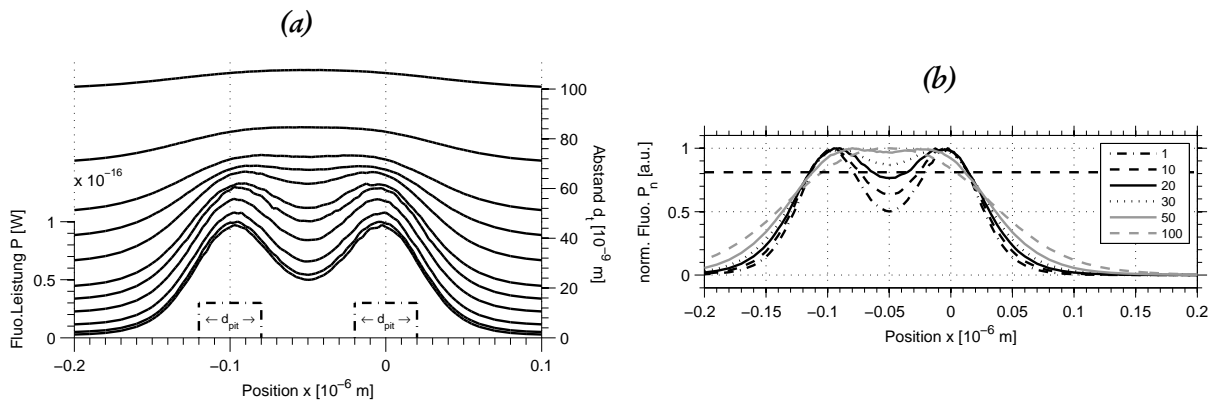 (a)
Fluo.Leistung P [W]
x 10⁻¹⁶
1
0.5
0
100
80
60
40
20
0
Abstand dₜ [10⁻⁹ m]
← d_pit →
← d_pit →
−0.2
−0.1
0
0.1
Position x [10⁻⁶ m]
(b)
norm. Fluo. Pₙ [a.u.]
1
0.5
0
1
10
20
30
50
100
−0.2 −0.15 −0.1 −0.05 0 0.05 0.1 0.15 0.2
Position x [10⁻⁶ m]